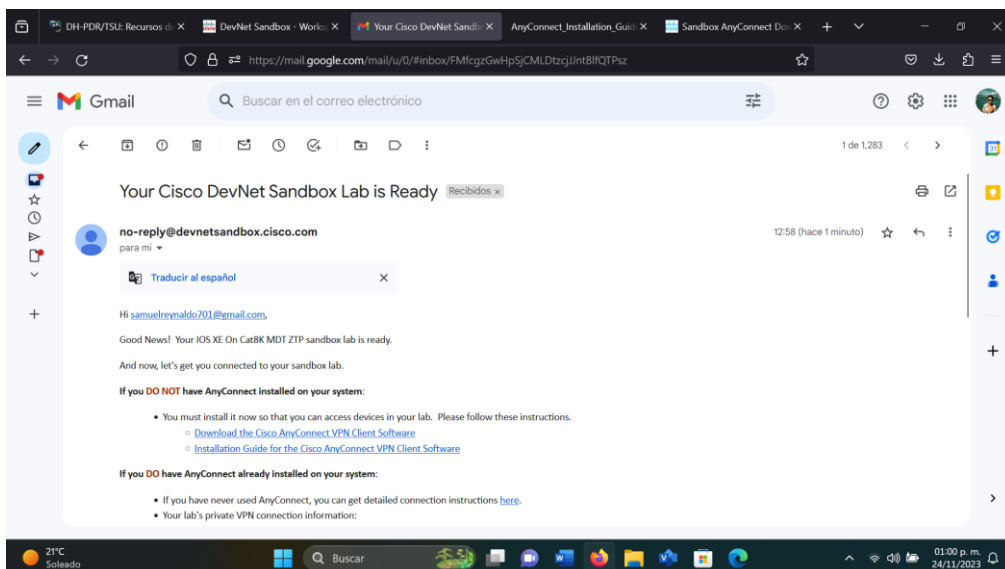 DH-PDR/TSU: Recursos d
DevNet Sandbox - Works
Your Cisco DevNet Sandb
AnyConnect_Installation_Guid
Sandbox AnyConnect Dov
https://mail.google.com/mail/u/0/#inbox/FMfcgzGwHpSjCMLDtzcjJJntBlfQTPsz
Gmail
Buscar en el correo electrónico
1 de 1,283
Your Cisco DevNet Sandbox Lab is Ready Recibidos x
no-reply@devnetsandbox.cisco.com
12:58 (hace 1 minuto)
para mí
Traducir al español
Hi samuelreynaldo701@gmail.com,
Good News! Your IOS XE On Cat8K MDT ZTP sandbox lab is ready.
And now, let's get you connected to your sandbox lab.
If you DO NOT have AnyConnect installed on your system:
• You must install it now so that you can access devices in your lab. Please follow these instructions.
○ Download the Cisco AnyConnect VPN Client Software
○ Installation Guide for the Cisco AnyConnect VPN Client Software
If you DO have AnyConnect already installed on your system:
• If you have never used AnyConnect, you can get detailed connection instructions here.
• Your lab's private VPN connection information:
21°C
Soleado
Buscar
01:00 p. m.
24/11/2023